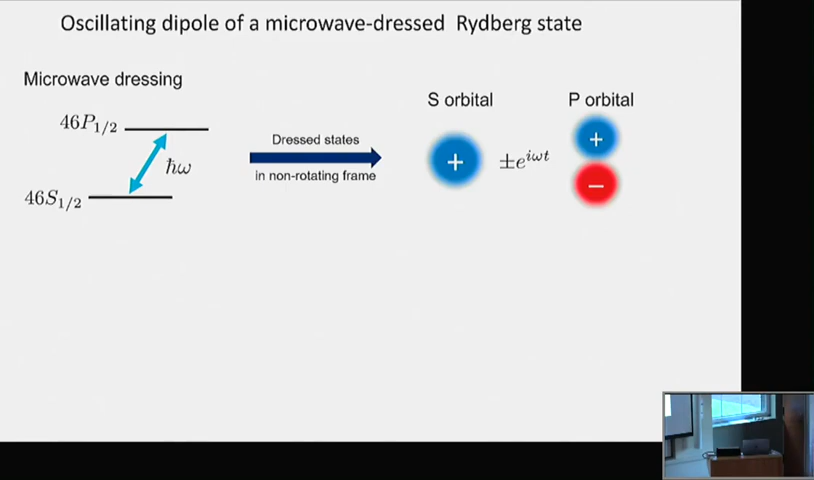 Oscillating dipole of a microwave-dressed Rydberg state
Microwave dressing
46P1/2
ħω
46S1/2
Dressed states
in non-rotating frame
S orbital
P orbital
+
±e^{iwt}
+
−